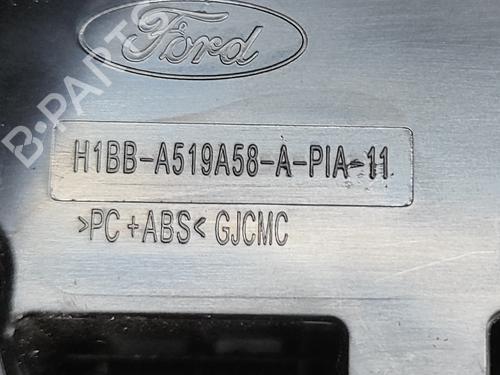 Ford
B-PARTS
H1BB-A519A58-A-PIA-11
>PC+ABS< GJCMC